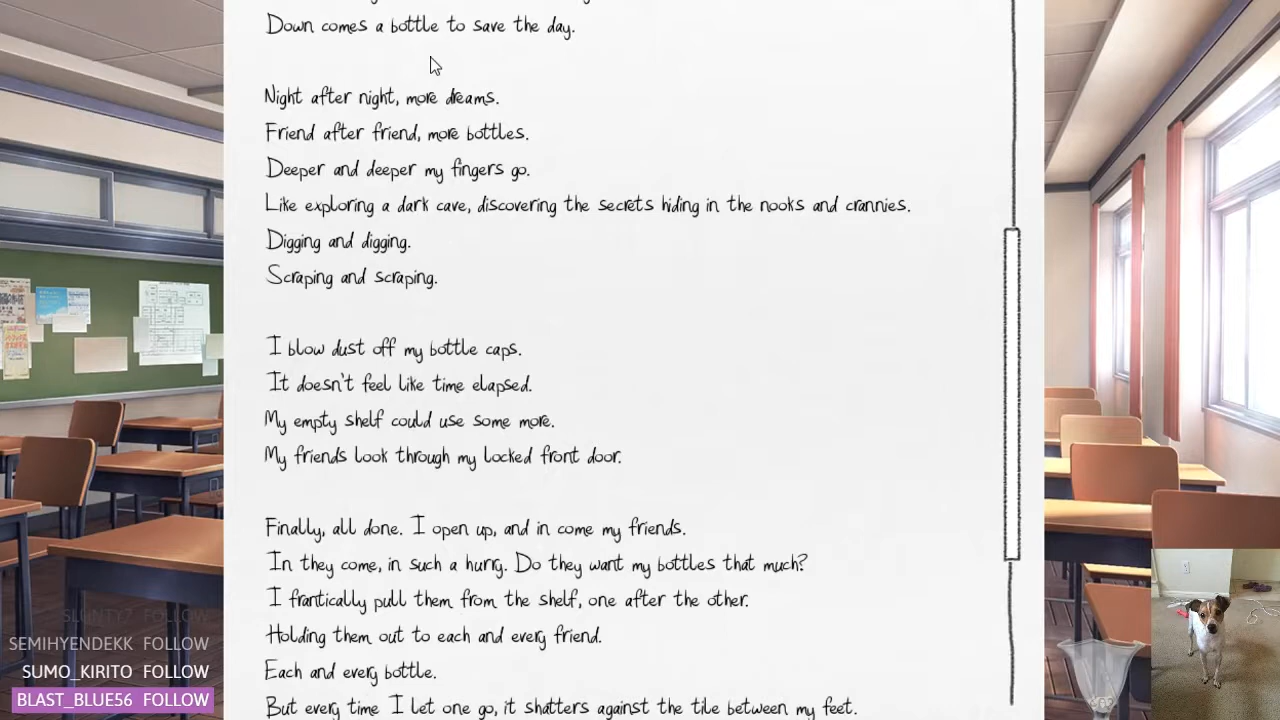 Down comes a bottle to save the day.
Night after night, more dreams.
Friend after friend, more bottles.
Deeper and deeper my fingers go.
Like exploring a dark cave, discovering the secrets hiding in the nooks and crannies.
Digging and digging.
Scraping and scraping.
I blow dust off my bottle caps.
It doesn't feel like time elapsed.
My empty shelf could use some more.
My friends look through my locked front door.
Finally, all done. I open up, and in come my friends.
In they come, in such a hurry. Do they want my bottles that much?
I frantically pull them from the shelf, one after the other.
Holding them out to each and every friend.
Each and every bottle.
But every time I let one go, it shatters against the tile between my feet.
SLUNTY7 FOLLOW
SEMIHYENDEKK FOLLOW
SUMO_KIRITO FOLLOW
BLAST_BLUE56 FOLLOW